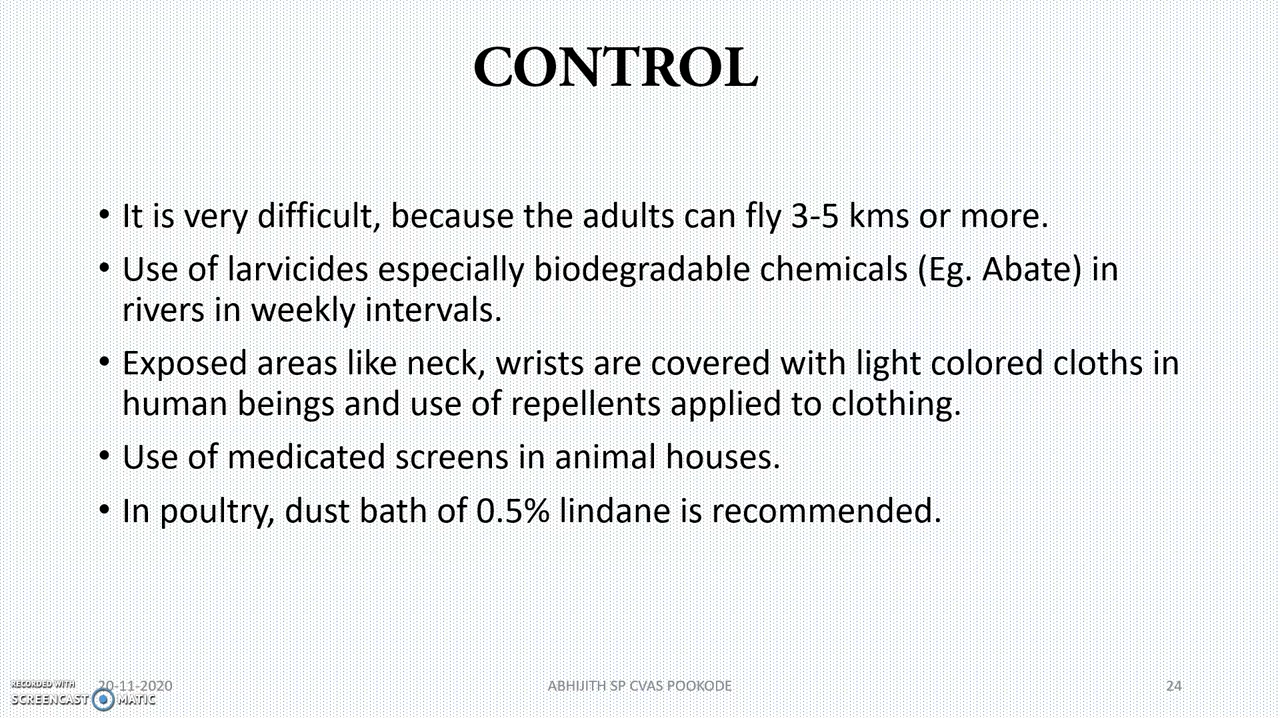 CONTROL
• It is very difficult, because the adults can fly 3-5 kms or more.
• Use of larvicides especially biodegradable chemicals (Eg. Abate) in
rivers in weekly intervals.
• Exposed areas like neck, wrists are covered with light colored cloths in
human beings and use of repellents applied to clothing.
• Use of medicated screens in animal houses.
• In poultry, dust bath of 0.5% lindane is recommended.
RECORDED WITH
SCREENCAST MATIC
20-11-2020
ABHIJITH SP CVAS POOKODE
24